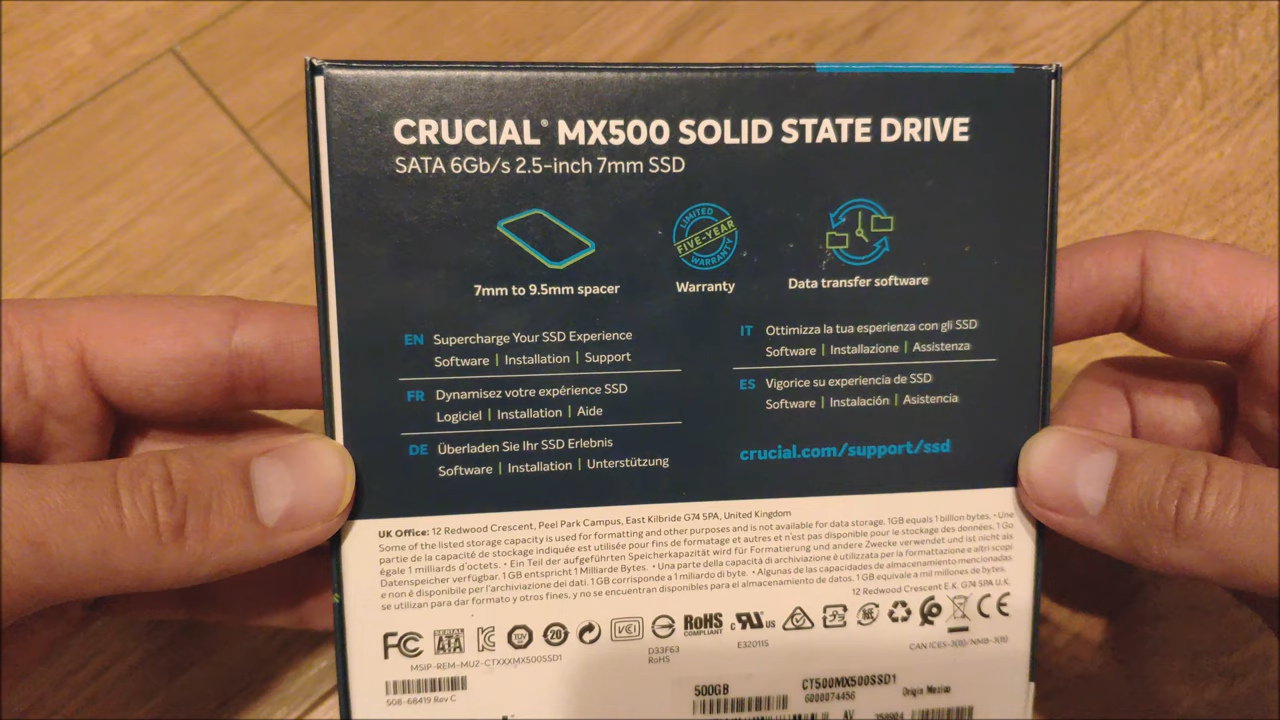 CRUCIAL® MX500 SOLID STATE DRIVE
SATA 6Gb/s 2.5-inch 7mm SSD
LIMITED
FIVE-YEAR
WARRANTY
7mm to 9.5mm spacer
Warranty
Data transfer software
EN Supercharge Your SSD Experience
Software | Installation | Support
FR Dynamisez votre expérience SSD
Logiciel | Installation | Aide
DE Überladen Sie Ihr SSD Erlebnis
Software | Installation | Unterstützung
IT Ottimizza la tua esperienza con gli SSD
Software | Installazione | Assistenza
ES Vigorice su experiencia de SSD
Software | Instalación | Asistencia
crucial.com/support/ssd
UK Office: 12 Redwood Crescent, Peel Park Campus, East Kilbride G74 5PA, United Kingdom
Some of the listed storage capacity is used for formatting and other purposes and is not available for data storage. 1GB equals 1 billion bytes. • Une
partie de la capacité de stockage indiquée est utilisée pour fins de formatage et autres et n'est pas disponible pour le stockage des données. 1 Go
égale 1 milliards d'octets. • Ein Teil der aufgeführten Speicherkapazität wird für Formatierung und andere Zwecke verwendet und ist nicht als
Datenspeicher verfügbar. 1 GB entspricht 1 Milliarde Bytes. • Una parte della capacità di archiviazione è utilizzata per la formattazione e altri scopi
e non è disponibile per l'archiviazione dei dati. 1 GB corrisponde a 1 miliardo di byte. • Algunas de las capacidades de almacenamiento mencionadas
se utilizan para dar formato y otros fines, y no se encuentran disponibles para el almacenamiento de datos. 1 GB equivale a mil millones de bytes.
12 Redwood Crescent E.K. G74 5PA U.K.
FC SERIAL ATA TUV 20 VCI RoHS COMPLIANT c UR US CE
D33F63
RoHS
E320115
CAN ICES-3(B)/NMB-3(B)
MSIP-REM-MU2-CTXXXMX500SSD1
508-68419 Rev C
500GB
CT500MX500SSD1
6000074456
Origin Mexico
AV